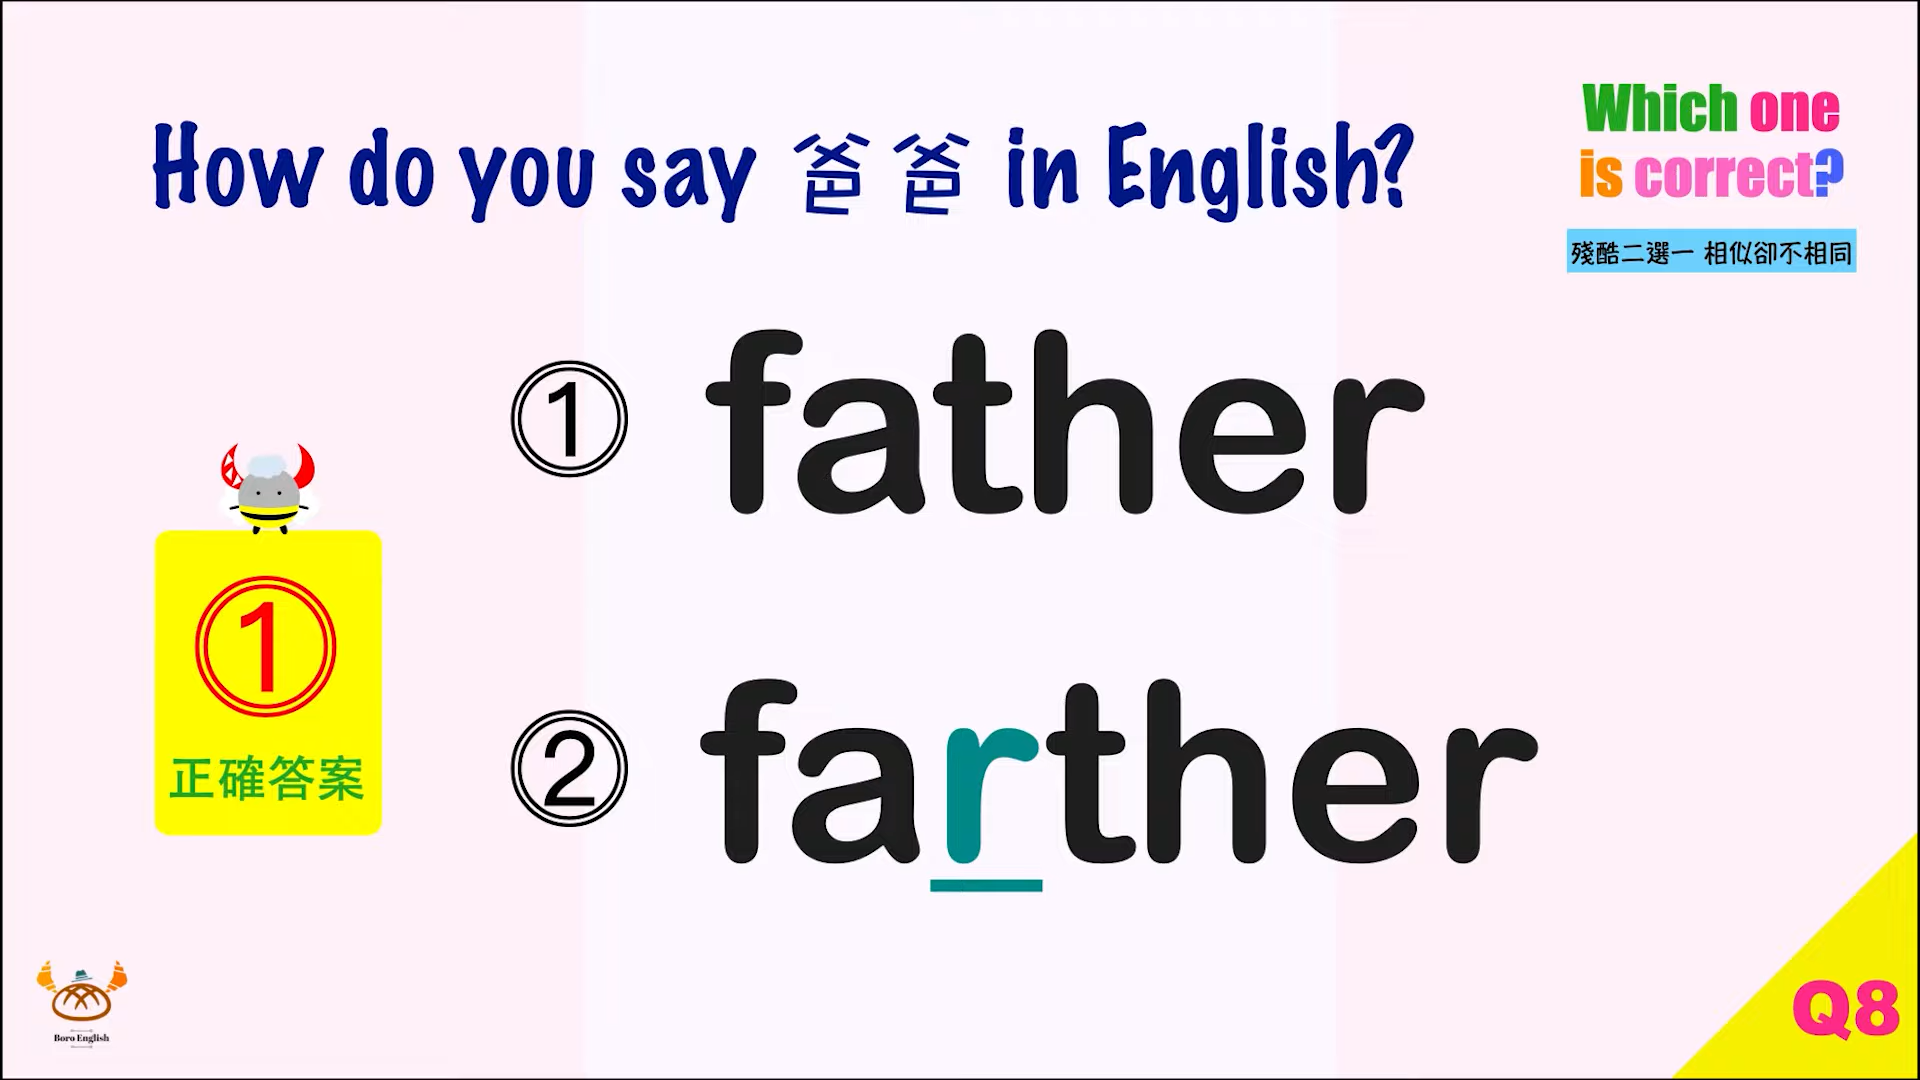 How do you say 爸爸 in English?
Which one
is correct?
殘酷二選一 相似卻不相同
① father
① 
正確答案
② farther
Boro English
Q8